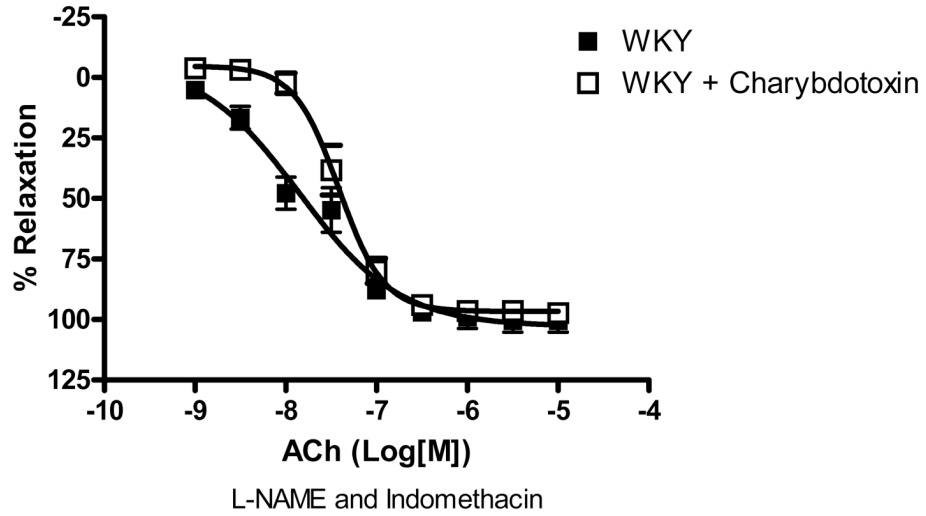 -25
0
25
50
75
100
125
% Relaxation
-10 -9 -8 -7 -6 -5 -4
ACh (Log[M])
L-NAME and Indomethacin
WKY
WKY + Charybdotoxin